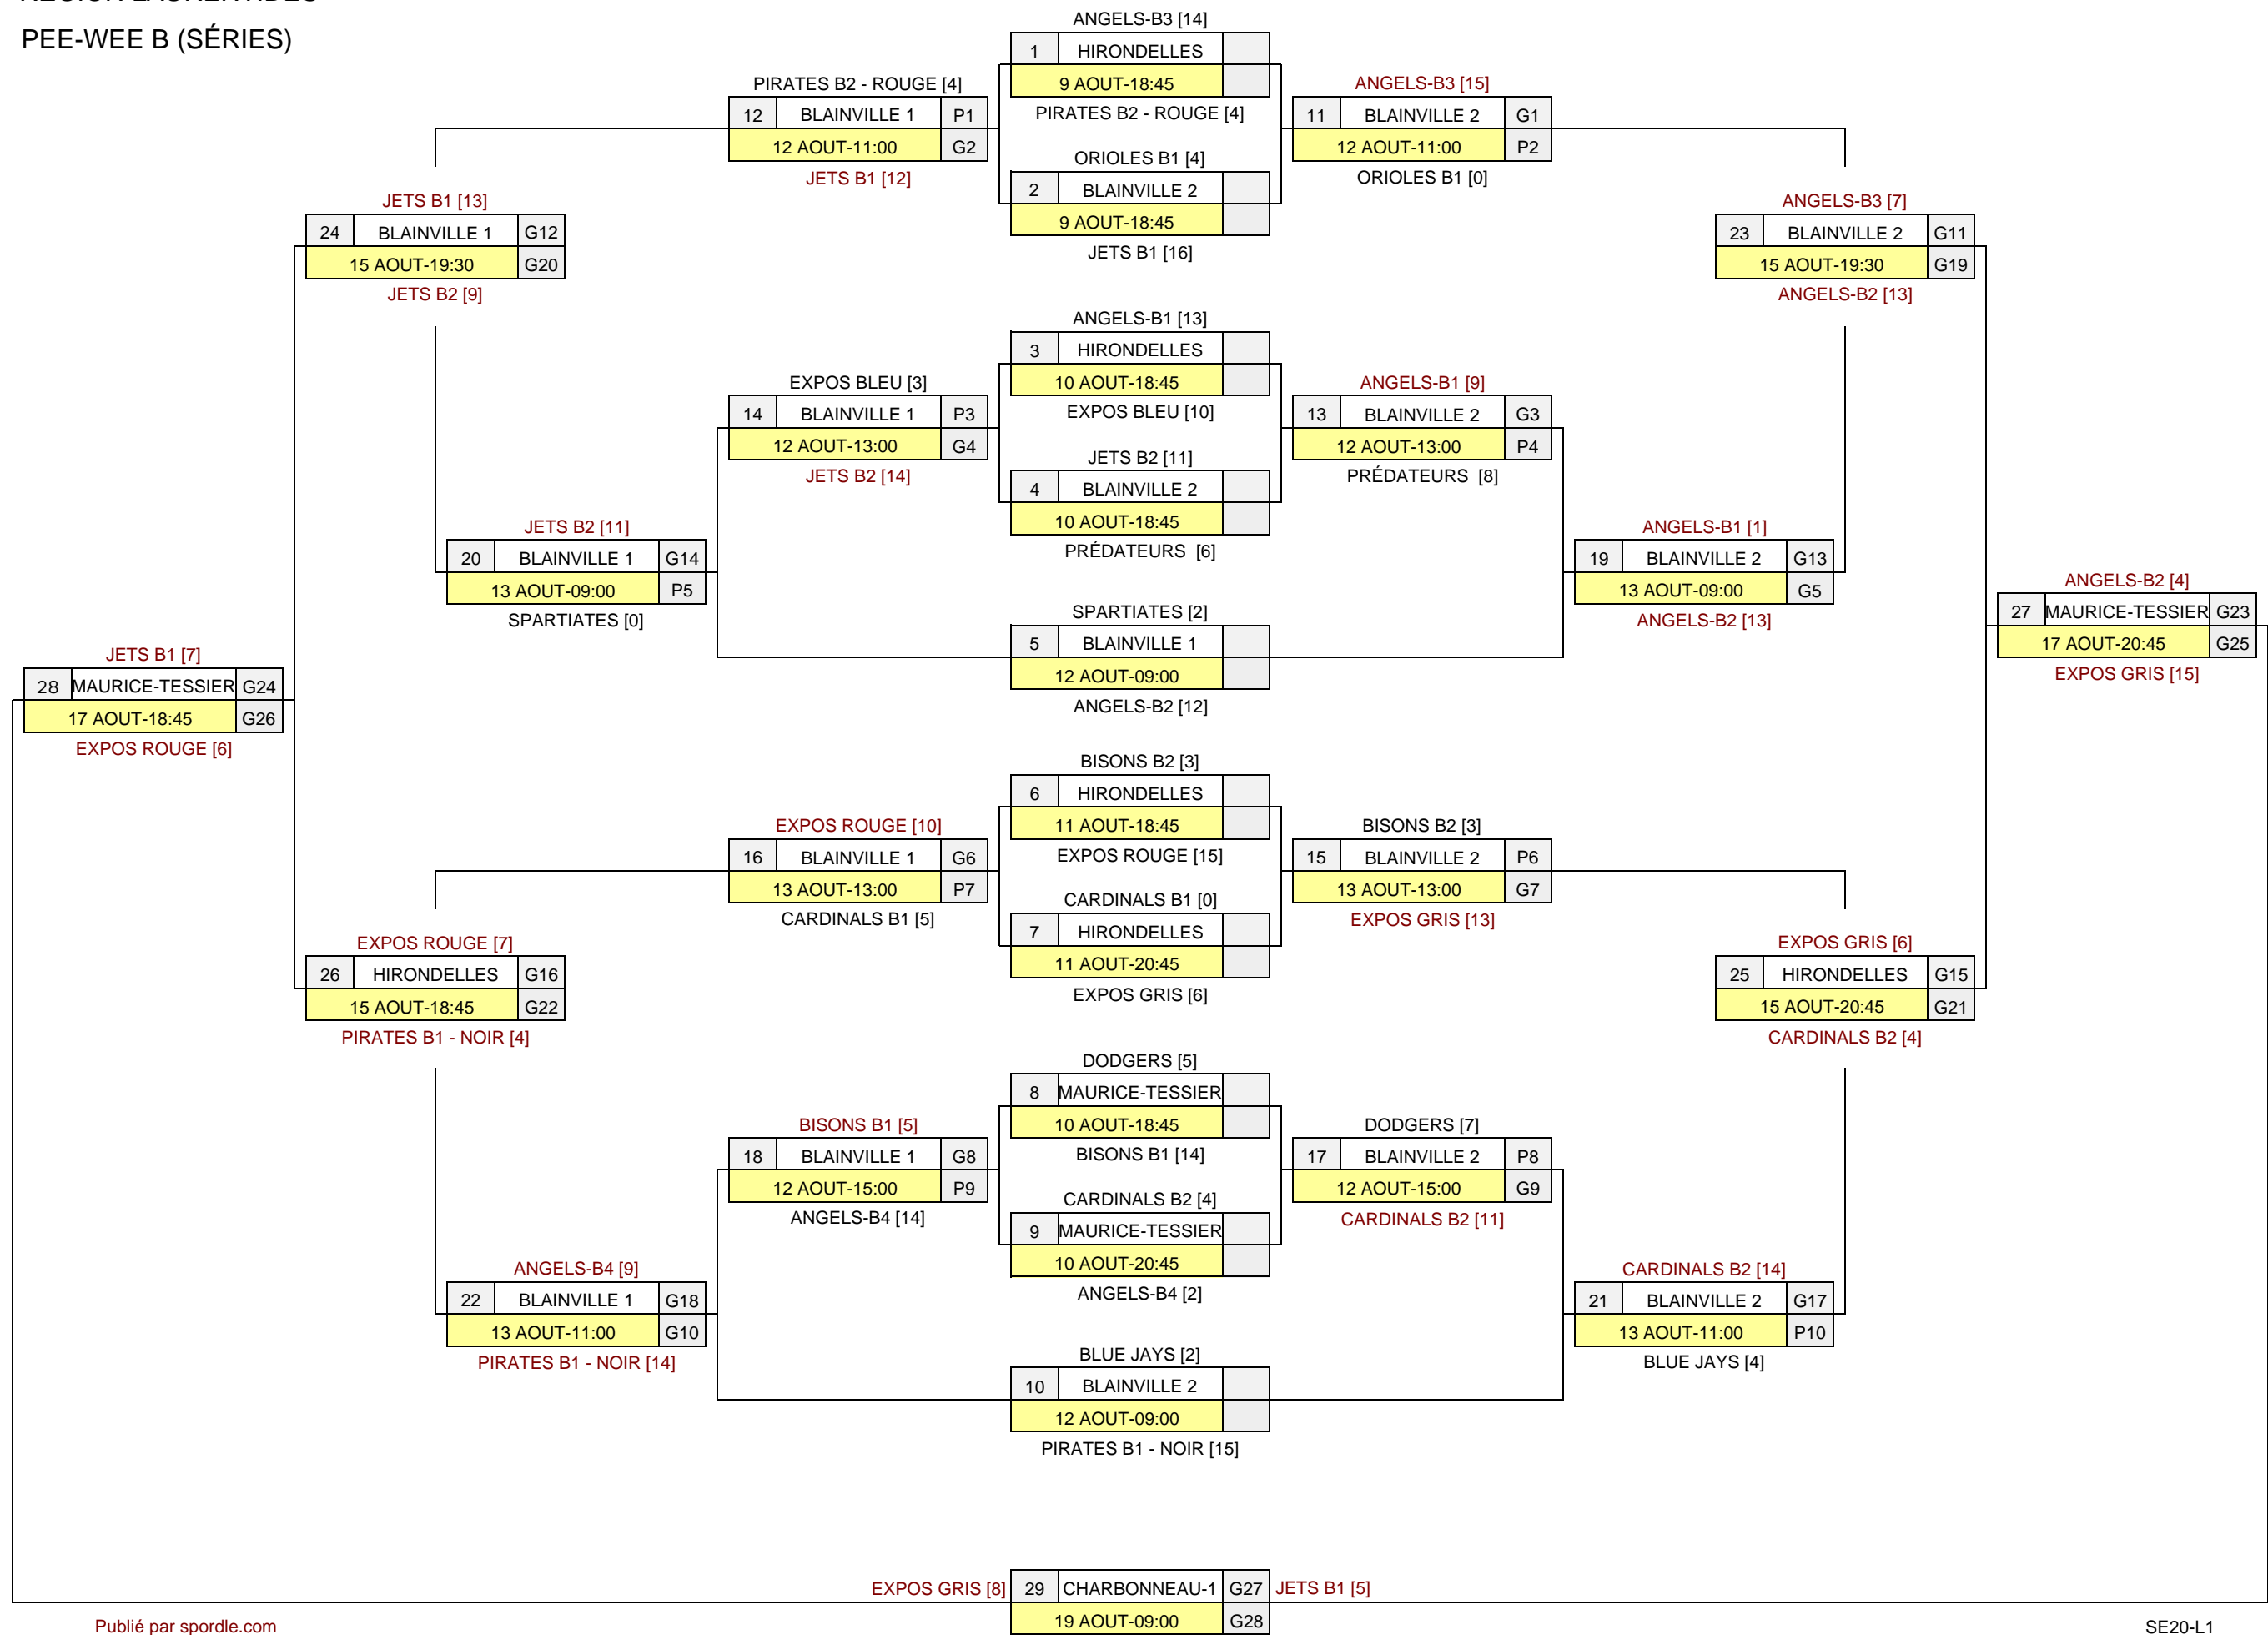 PEE-WEE B (SÉRIES)
ANGELS-B3 [14]
1 HIRONDELLES
9 AOUT-18:45
PIRATES B2 - ROUGE [4]
PIRATES B2 - ROUGE [4]
12 BLAINVILLE 1 P1
12 AOUT-11:00 G2
JETS B1 [12]
ANGELS-B3 [15]
11 BLAINVILLE 2 G1
12 AOUT-11:00 P2
ORIOLES B1 [0]
ORIOLES B1 [4]
2 BLAINVILLE 2
9 AOUT-18:45
JETS B1 [16]
JETS B1 [13]
24 BLAINVILLE 1 G12
15 AOUT-19:30 G20
JETS B2 [9]
ANGELS-B3 [7]
23 BLAINVILLE 2 G11
15 AOUT-19:30 G19
ANGELS-B2 [13]
ANGELS-B1 [13]
3 HIRONDELLES
10 AOUT-18:45
EXPOS BLEU [10]
EXPOS BLEU [3]
14 BLAINVILLE 1 P3
12 AOUT-13:00 G4
JETS B2 [14]
ANGELS-B1 [9]
13 BLAINVILLE 2 G3
12 AOUT-13:00 P4
PRÉDATEURS [8]
JETS B2 [11]
4 BLAINVILLE 2
10 AOUT-18:45
PRÉDATEURS [6]
JETS B2 [11]
20 BLAINVILLE 1 G14
13 AOUT-09:00 P5
SPARTIATES [0]
ANGELS-B1 [1]
19 BLAINVILLE 2 G13
13 AOUT-09:00 G5
ANGELS-B2 [13]
SPARTIATES [2]
5 BLAINVILLE 1
12 AOUT-09:00
ANGELS-B2 [12]
ANGELS-B2 [4]
27 MAURICE-TESSIER G23
17 AOUT-20:45 G25
EXPOS GRIS [15]
JETS B1 [7]
28 MAURICE-TESSIER G24
17 AOUT-18:45 G26
EXPOS ROUGE [6]
BISONS B2 [3]
6 HIRONDELLES
11 AOUT-18:45
EXPOS ROUGE [15]
EXPOS ROUGE [10]
16 BLAINVILLE 1 G6
13 AOUT-13:00 P7
CARDINALS B1 [5]
BISONS B2 [3]
15 BLAINVILLE 2 P6
13 AOUT-13:00 G7
EXPOS GRIS [13]
CARDINALS B1 [0]
7 HIRONDELLES
11 AOUT-20:45
EXPOS GRIS [6]
EXPOS ROUGE [7]
26 HIRONDELLES G16
15 AOUT-18:45 G22
PIRATES B1 - NOIR [4]
EXPOS GRIS [6]
25 HIRONDELLES G15
15 AOUT-20:45 G21
CARDINALS B2 [4]
DODGERS [5]
8 MAURICE-TESSIER
10 AOUT-18:45
BISONS B1 [14]
BISONS B1 [5]
18 BLAINVILLE 1 G8
12 AOUT-15:00 P9
ANGELS-B4 [14]
DODGERS [7]
17 BLAINVILLE 2 P8
12 AOUT-15:00 G9
CARDINALS B2 [11]
CARDINALS B2 [4]
9 MAURICE-TESSIER
10 AOUT-20:45
ANGELS-B4 [2]
ANGELS-B4 [9]
22 BLAINVILLE 1 G18
13 AOUT-11:00 G10
PIRATES B1 - NOIR [14]
CARDINALS B2 [14]
21 BLAINVILLE 2 G17
13 AOUT-11:00 P10
BLUE JAYS [4]
BLUE JAYS [2]
10 BLAINVILLE 2
12 AOUT-09:00
PIRATES B1 - NOIR [15]
EXPOS GRIS [8] 29 CHARBONNEAU-1 G27 JETS B1 [5]
19 AOUT-09:00 G28
Publié par spordle.com
SE20-L1